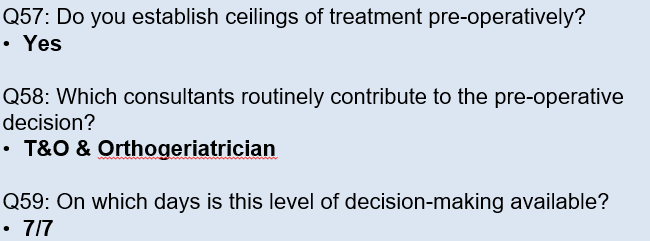 Q57: Do you establish ceilings of treatment pre-operatively?
• Yes
Q58: Which consultants routinely contribute to the pre-operative
decision?
• T&O & Orthogeriatrician
Q59: On which days is this level of decision-making available?
• 7/7